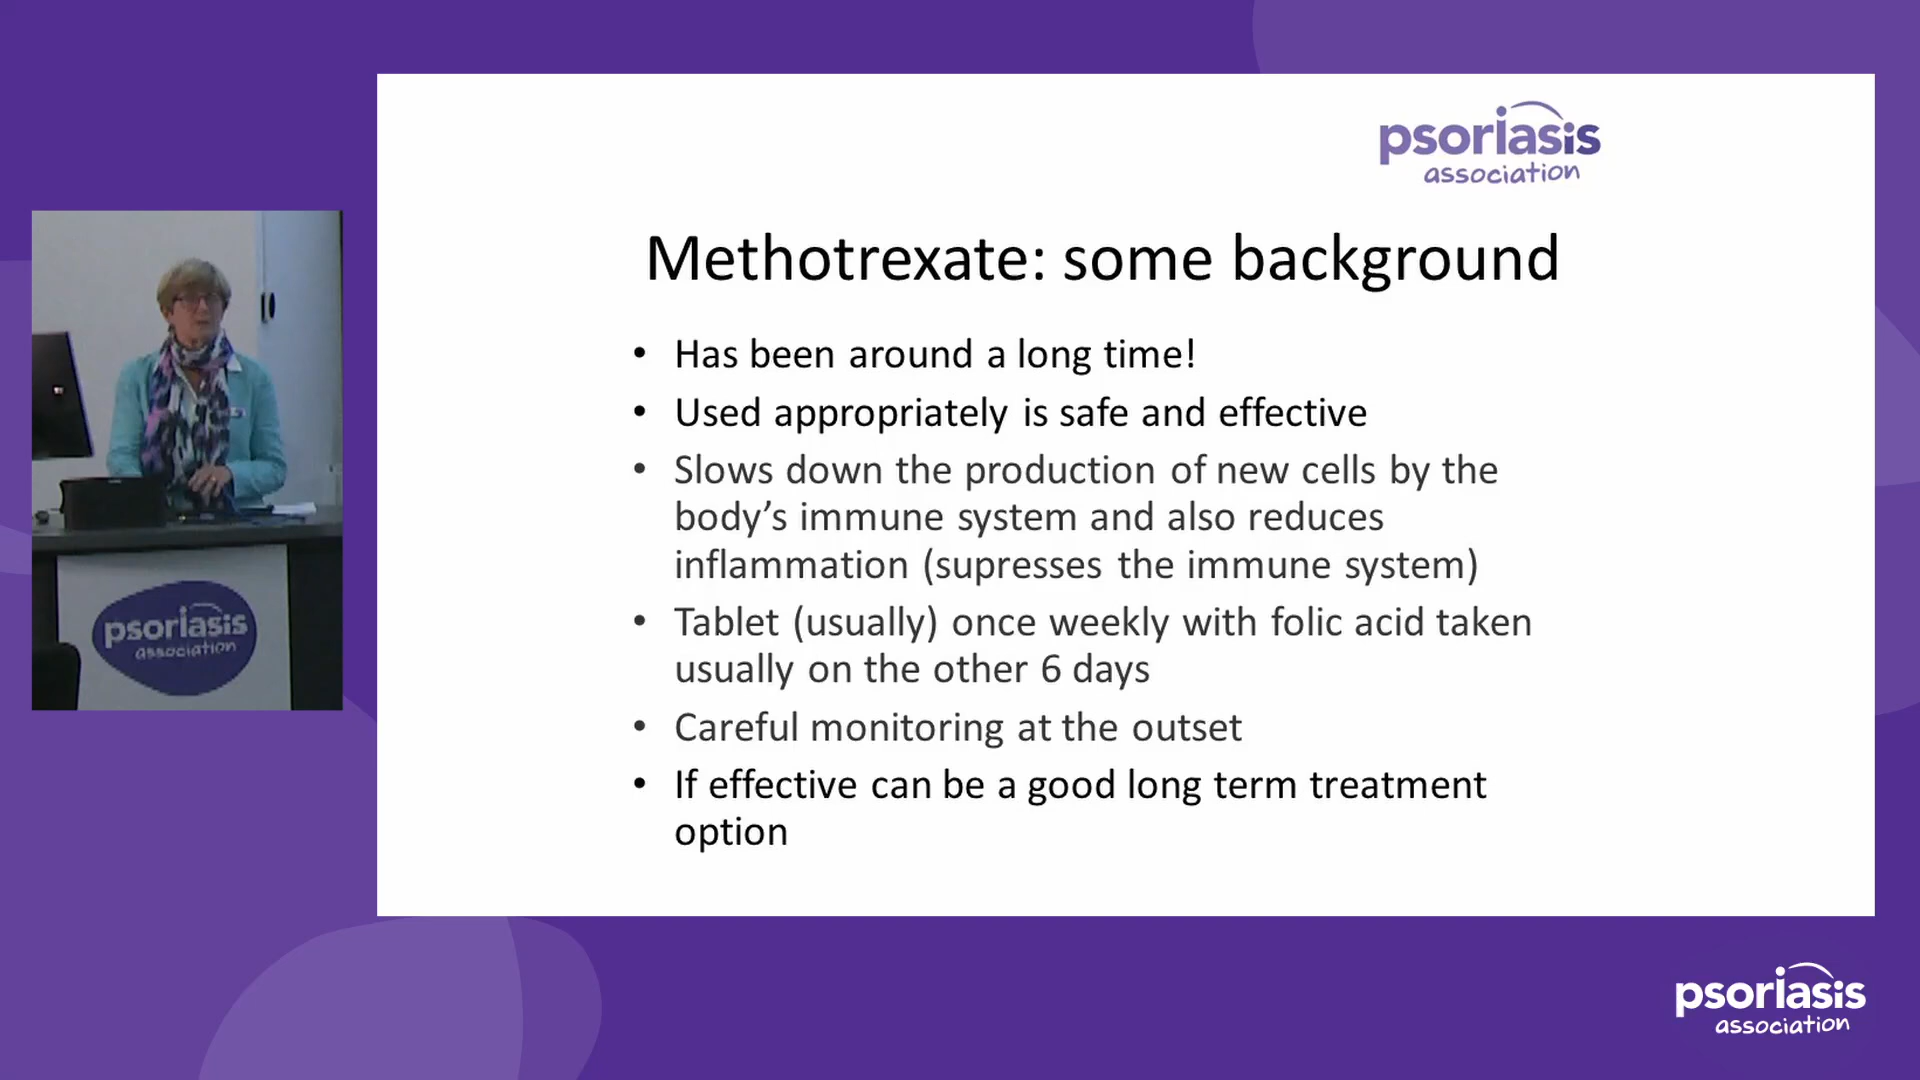 psoriasis
association
Methotrexate: some background
• Has been around a long time!
• Used appropriately is safe and effective
• Slows down the production of new cells by the
body’s immune system and also reduces
inflammation (supresses the immune system)
• Tablet (usually) once weekly with folic acid taken
usually on the other 6 days
• Careful monitoring at the outset
• If effective can be a good long term treatment
option
psoriasis
association
psoriasis
association